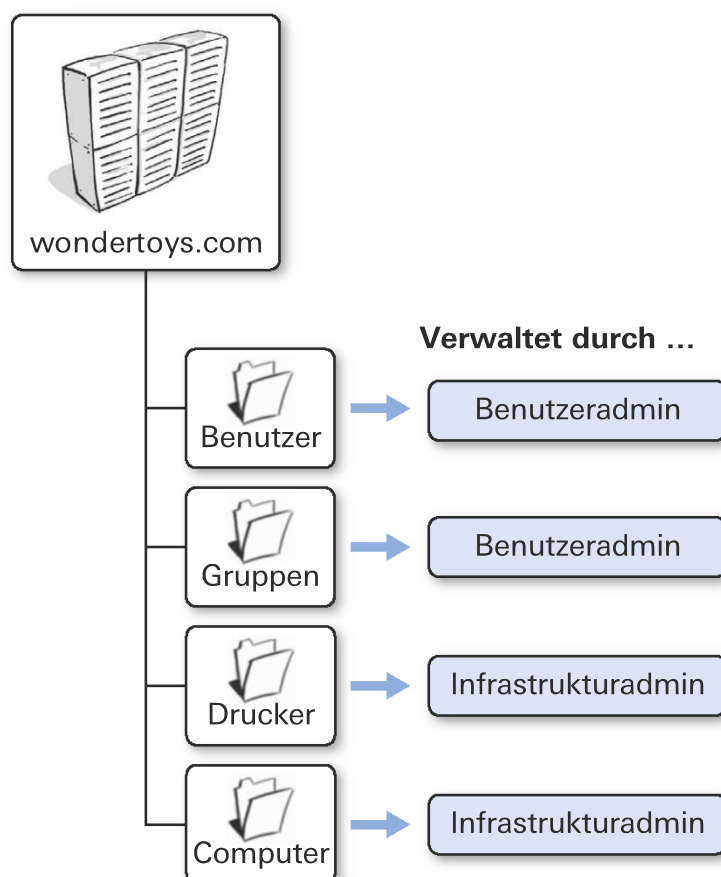 wondertoys.com
Verwaltet durch ...
Benutzer
Benutzeradmin
Gruppen
Benutzeradmin
Drucker
Infrastrukturadmin
Computer
Infrastrukturadmin